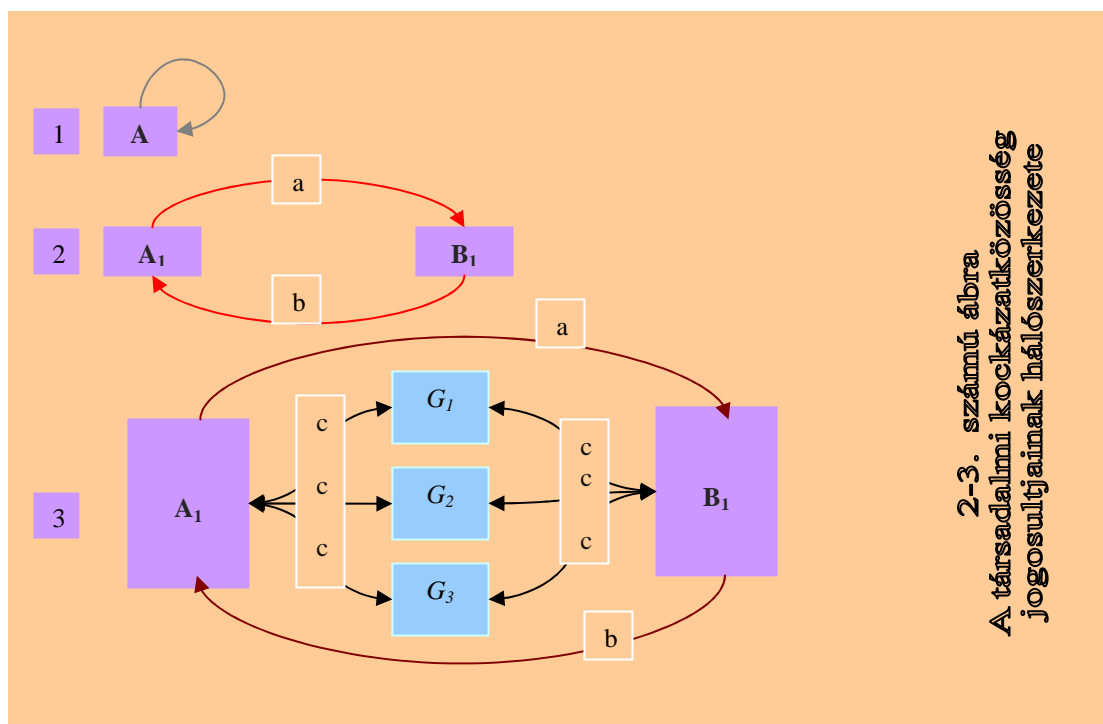 1
A
a
2
A₁
B₁
b
a
G₁
c
c
A₁
c
G₂
c
B₁
3
c
c
G₃
b
2-3. számú ábra
A társadalmi kockázatközösség
jogosultjainak hálószerkezete